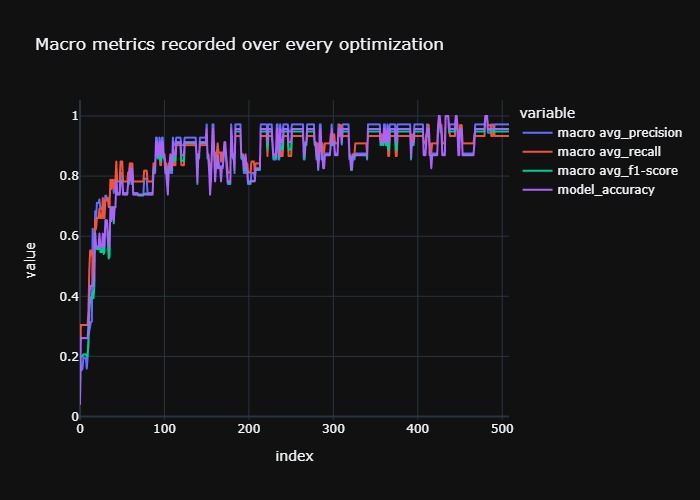 Macro metrics recorded over every optimization
variable
macro avg_precision
macro avg_recall
macro avg_f1-score
model_accuracy
value
1
0.8
0.6
0.4
0.2
0
0 100 200 300 400 500
index